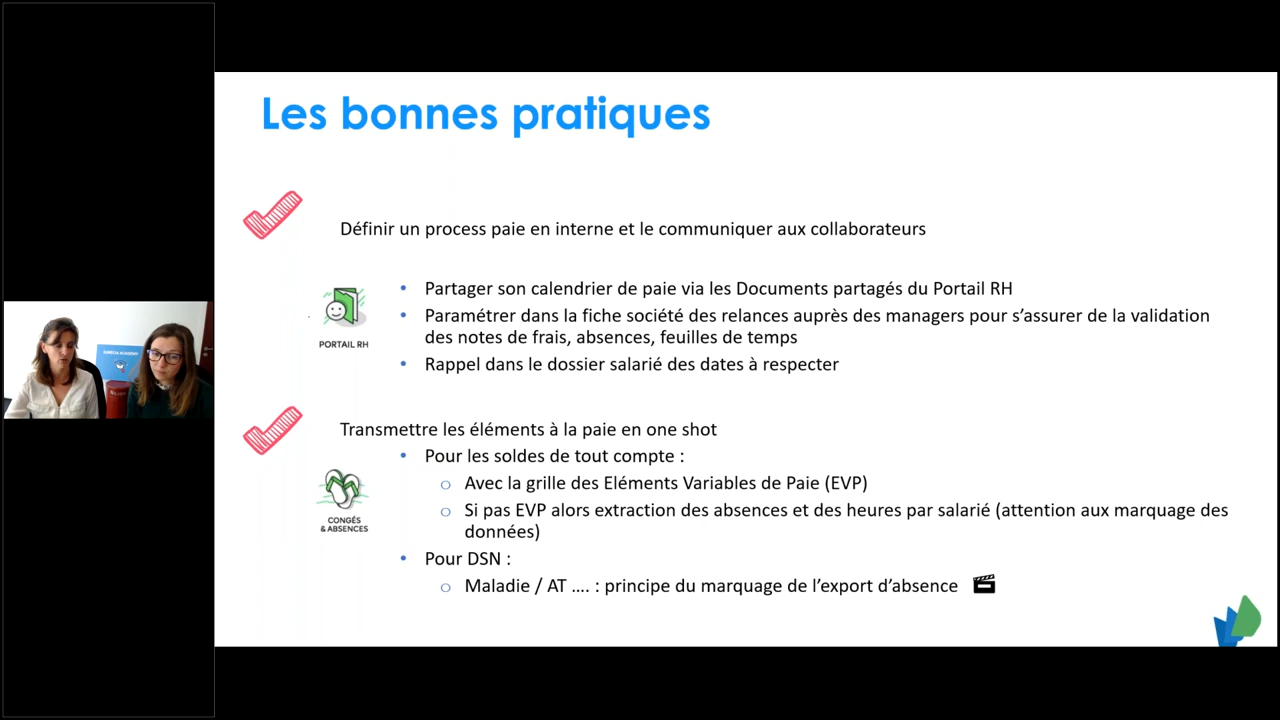 Les bonnes pratiques
Définir un process paie en interne et le communiquer aux collaborateurs
• Partager son calendrier de paie via les Documents partagés du Portail RH
• Paramétrer dans la fiche société des relances auprès des managers pour s’assurer de la validation
des notes de frais, absences, feuilles de temps
PORTAIL RH
• Rappel dans le dossier salarié des dates à respecter
Transmettre les éléments à la paie en one shot
• Pour les soldes de tout compte :
o Avec la grille des Eléments Variables de Paie (EVP)
o Si pas EVP alors extraction des absences et des heures par salarié (attention aux marquage des
données)
CONGÉS
& ABSENCES
• Pour DSN :
o Maladie / AT .... : principe du marquage de l’export d’absence